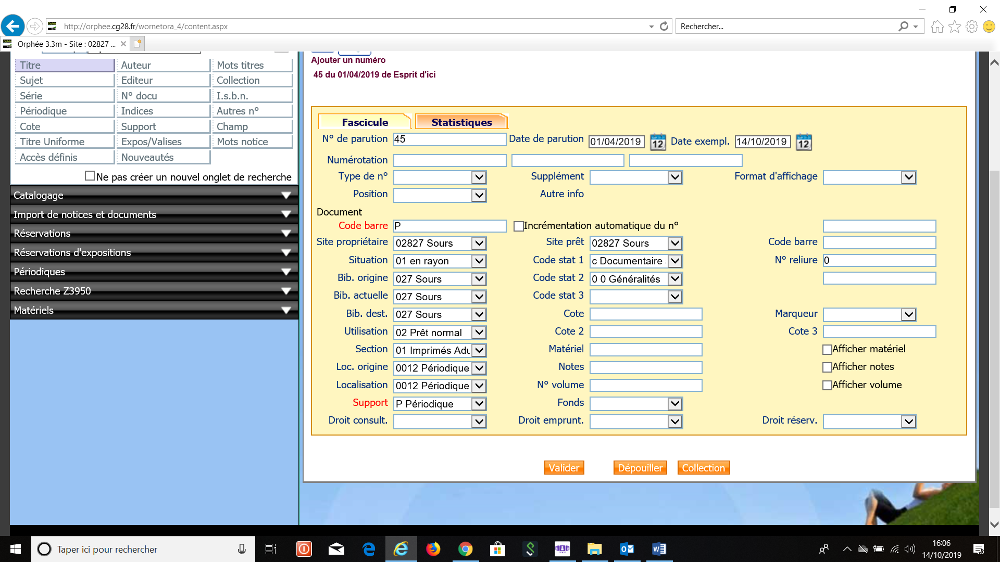 http://orphee.cg28.fr/wornetora_4/content.aspx
Rechercher...
Orphée 3.3m - Site : 02827 ...
Titre Auteur Mots titres
Sujet Editeur Collection
Série N° docu I.s.b.n.
Périodique Indices Autres n°
Cote Support Champ
Titre Uniforme Expos/Valises Mots notice
Accès définis Nouveautés
Ne pas créer un nouvel onglet de recherche
Catalogage
Import de notices et documents
Réservations
Réservations d'expositions
Périodiques
Recherche Z3950
Matériels
Ajouter un numéro
45 du 01/04/2019 de Esprit d'ici
Fascicule Statistiques
N° de parution 45 Date de parution 01/04/2019 12 Date exempl. 14/10/2019 12
Numérotation
Type de n° Supplément Format d'affichage
Position Autre info
Document
Code barre P Incrémentation automatique du n°
Site propriétaire 02827 Sours Site prêt 02827 Sours Code barre
Situation 01 en rayon Code stat 1 c Documentaire N° reliure 0
Bib. origine 027 Sours Code stat 2 0 0 Généralités
Bib. actuelle 027 Sours Code stat 3
Bib. dest. 027 Sours Cote Marqueur
Utilisation 02 Prêt normal Cote 2 Cote 3
Section 01 Imprimés Adu Matériel Afficher matériel
Loc. origine 0012 Périodique Notes Afficher notes
Localisation 0012 Périodique N° volume Afficher volume
Support P Périodique Fonds
Droit consult. Droit emprunt. Droit réserv.
Valider Dépouiller Collection
Taper ici pour rechercher
16:06
14/10/2019